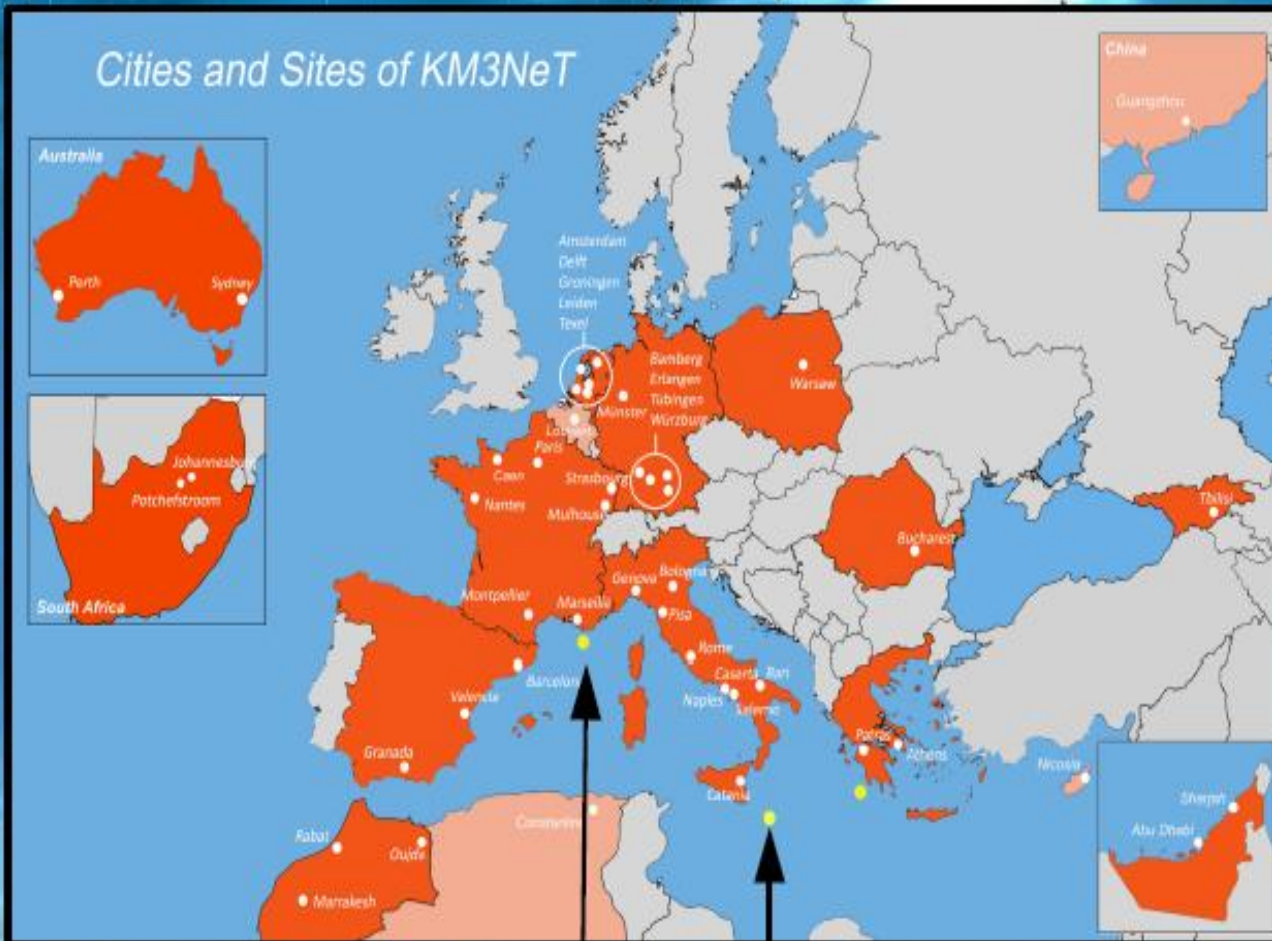 Cities and Sites of KM3NeT
China
Guangzhou
Australia
Perth
Sydney
Amsterdam
Delft
Groningen
Leiden
Texel
Bamberg
Erlangen
Tübingen
Würzburg
Münster
Warsaw
Johannesburg
Potchefstroom
South Africa
Paris
Caen
Strasbourg
Nantes
Mulhouse
Tbilisi
Bucharest
Genova
Bologna
Montpellier
Marseille
Pisa
Rome
Barcelona
Caserta
Bari
Valencia
Naples
Salerno
Granada
Patras
Athens
Catania
Nicosia
Sharjah
Abu Dhabi
Constantine
Rabat
Oujda
Marrakesh